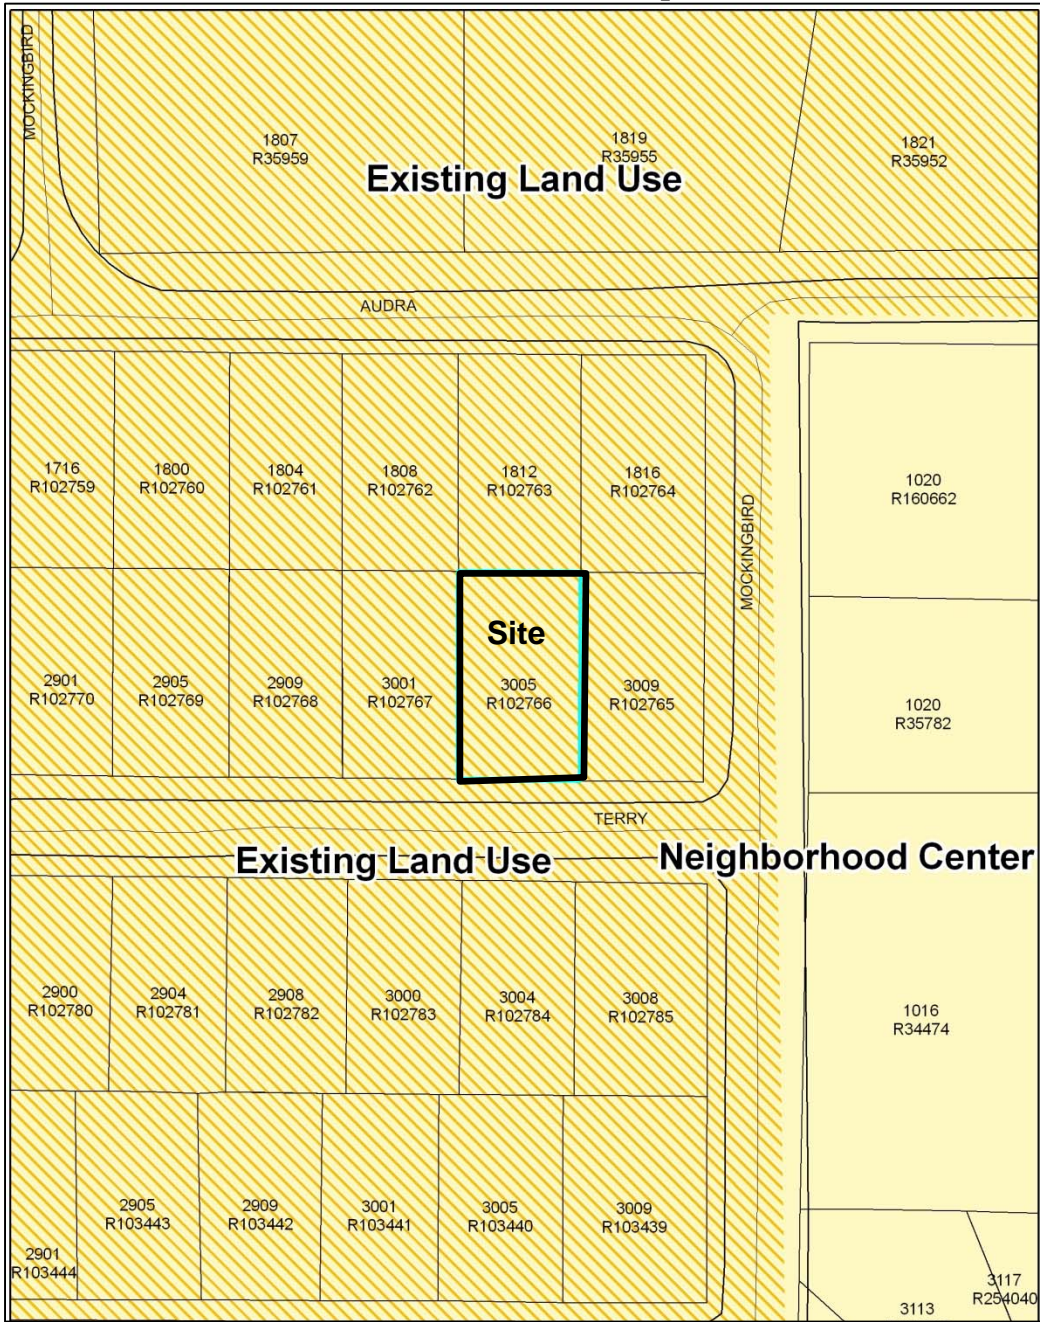 MOCKINGBIRD
1807
R35959
1819
R35955
1821
R35952
Existing Land Use
AUDRA
1716
R102759
1800
R102760
1804
R102761
1808
R102762
1812
R102763
1816
R102764
1020
R160662
MOCKINGBIRD
Site
2901
R102770
2905
R102769
2909
R102768
3001
R102767
3005
R102766
3009
R102765
1020
R35782
TERRY
Existing Land Use
Neighborhood Center
2900
R102780
2904
R102781
2908
R102782
3000
R102783
3004
R102784
3008
R102785
1016
R34474
2901
R103444
2905
R103443
2909
R103442
3001
R103441
3005
R103440
3009
R103439
3113
3117
R254040